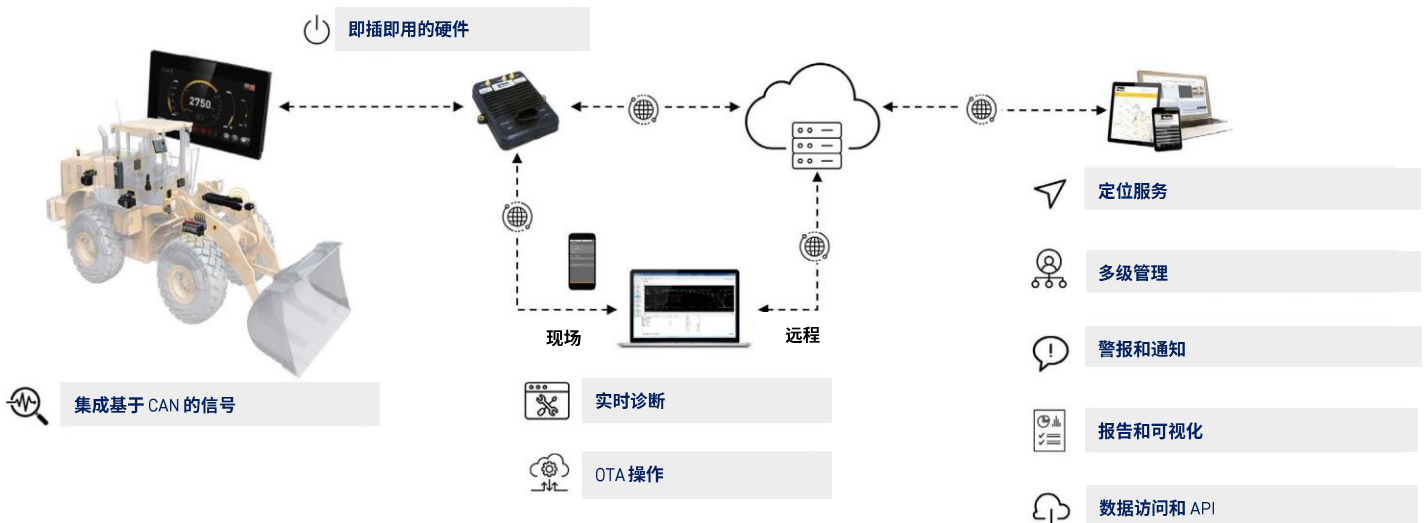 即插即用的硬件
2750
定位服务
多级管理
现场
远程
警报和通知
集成基于 CAN 的信号
实时诊断
报告和可视化
OTA 操作
数据访问和 API